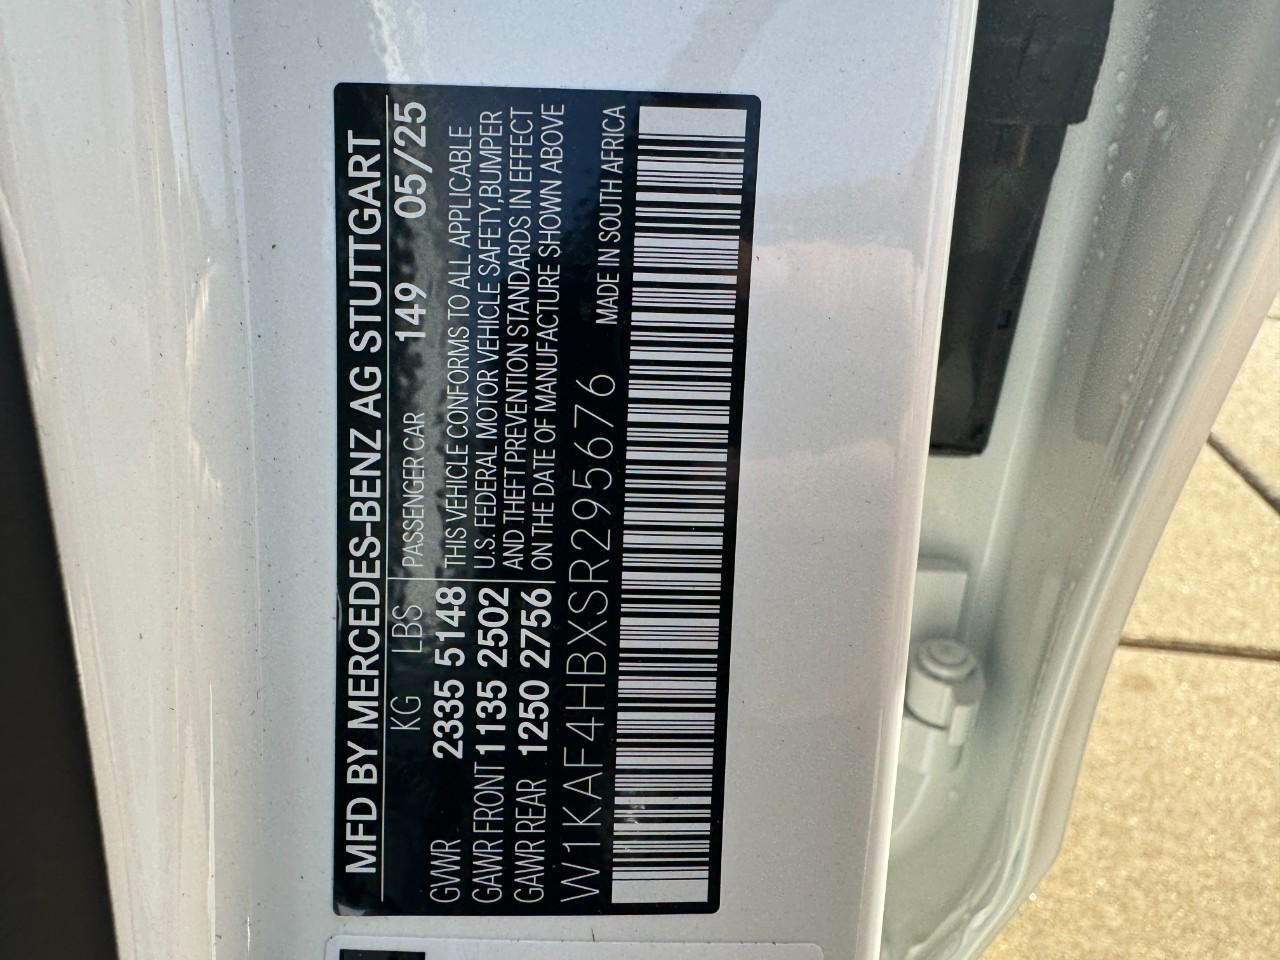 MFD BY MERCEDES-BENZ AG STUTTGART
KG LBS PASSENGER CAR 149 05/25
GVWR 2335 5148 THIS VEHICLE CONFORMS TO ALL APPLICABLE
GAWR FRONT 1135 2502 U.S. FEDERAL MOTOR VEHICLE SAFETY,BUMPER
GAWR REAR 1250 2756 AND THEFT PREVENTION STANDARDS IN EFFECT
ON THE DATE OF MANUFACTURE SHOWN ABOVE
W1KAF4HBXSR295676 MADE IN SOUTH AFRICA